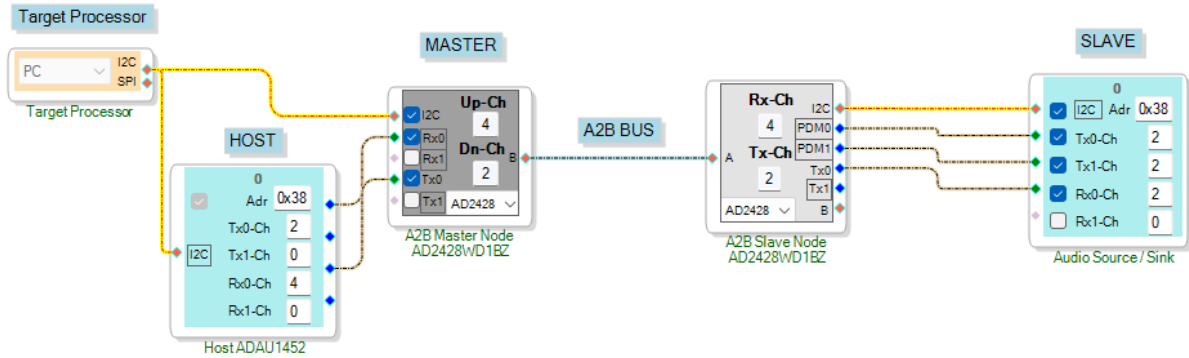 Target Processor
PC
I2C
SPI
Target Processor
HOST
0
Adr 0x38
Tx0-Ch 2
I2C Tx1-Ch 0
Rx0-Ch 4
Rx1-Ch 0
Host ADAU1452
MASTER
I2C
Rx0
Rx1
Tx0
Tx1
Up-Ch
4
Dn-Ch
2
B
AD2428
A2B Master Node
AD2428WD1BZ
A2B BUS
Rx-Ch
4
Tx-Ch
2
A
AD2428
I2C
PDM0
PDM1
Tx0
Tx1
B
A2B Slave Node
AD2428WD1BZ
SLAVE
0
I2C Adr 0x38
Tx0-Ch 2
Tx1-Ch 2
Rx0-Ch 2
Rx1-Ch 0
Audio Source / Sink